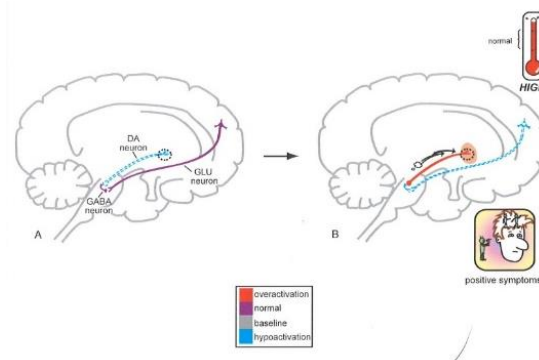 normal
HIGH
DA
neuron
GLU
neuron
GABA
neuron
A
B
positive symptoms
overactivation
normal
baseline
hypoactivation